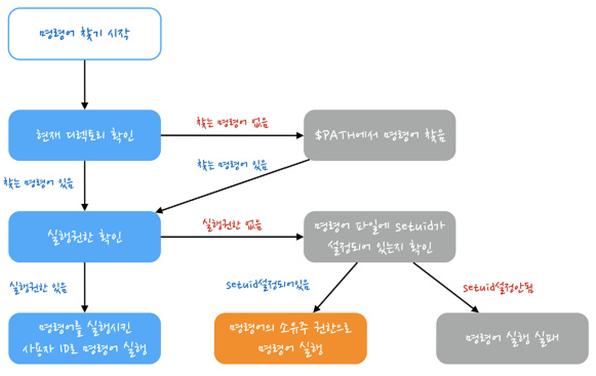 명령어 찾기 시작
현재 디렉토리 확인
찾는 명령어 없음
$PATH에서 명령어 찾음
찾는 명령어 있음
찾는 명령어 있음
실행권한 확인
실행권한 없음
명령어 파일에 setuid가
설정되어 있는지 확인
실행권한 있음
setuid설정되어있음
setuid설정안됨
명령어를 실행시킨
사용자 ID로 명령어 실행
명령어의 소유주 권한으로
명령어 실행
명령어 실행 실패